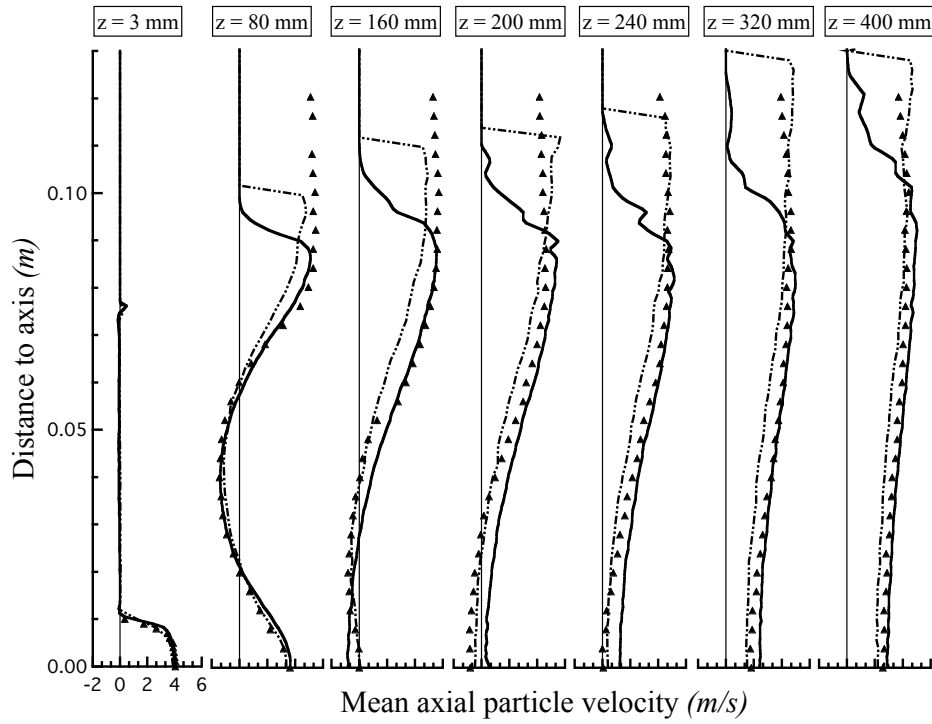 z = 3 mm z = 80 mm z = 160 mm z = 200 mm z = 240 mm z = 320 mm z = 400 mm
0.10
0.05
0.00
Distance to axis (m)
-2 0 2 4 6
Mean axial particle velocity (m/s)